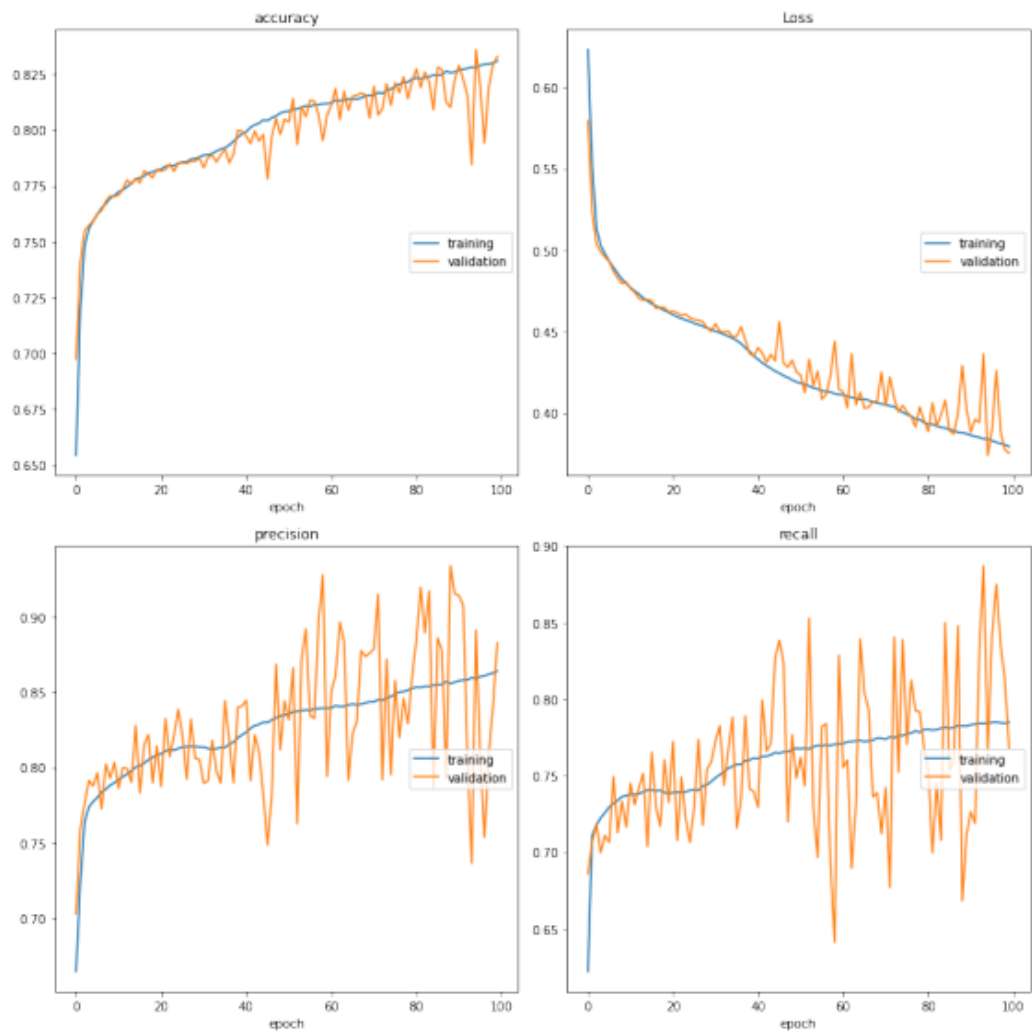 accuracy
0.825
0.800
0.775
0.750
0.725
0.700
0.675
0.650
training
validation
0 20 40 60 80 100
epoch
Loss
0.60
0.55
0.50
0.45
0.40
training
validation
0 20 40 60 80 100
epoch
precision
0.90
0.85
0.80
0.75
0.70
training
validation
0 20 40 60 80 100
epoch
recall
0.90
0.85
0.80
0.75
0.70
0.65
training
validation
0 20 40 60 80 100
epoch